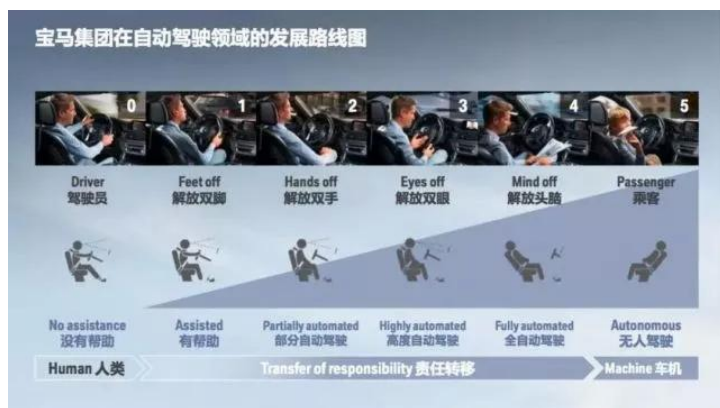 宝马集团在自动驾驶领域的发展路线图
0 1 2 3 4 5
Driver Feet off Hands off Eyes off Mind off Passenger
驾驶员 解放双脚 解放双手 解放双眼 解放头脑 乘客
No assistance Assisted Partially automated Highly automated Fully automated Autonomous
没有帮助 有帮助 部分自动驾驶 高度自动驾驶 全自动驾驶 无人驾驶
Human 人类 Transfer of responsibility 责任转移 Machine 车机